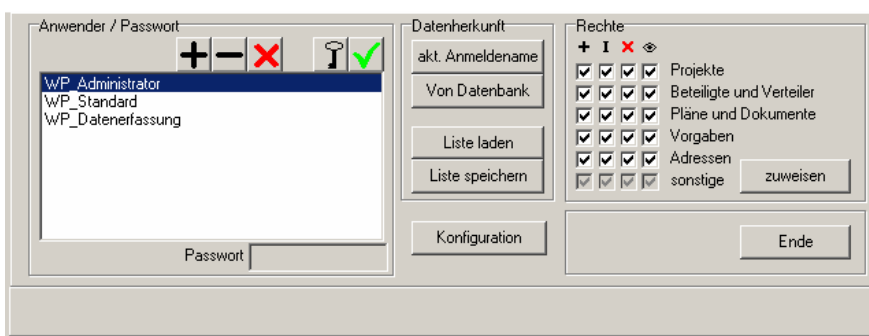 Anwender / Passwort
WP_Administrator
WP_Standard
WP_Datenerfassung
Passwort
Datenherkunft
akt. Anmeldename
Von Datenbank
Liste laden
Liste speichern
Konfiguration
Rechte
+ I X
Projekte
Beteiligte und Verteiler
Pläne und Dokumente
Vorgaben
Adressen
sonstige
zuweisen
Ende